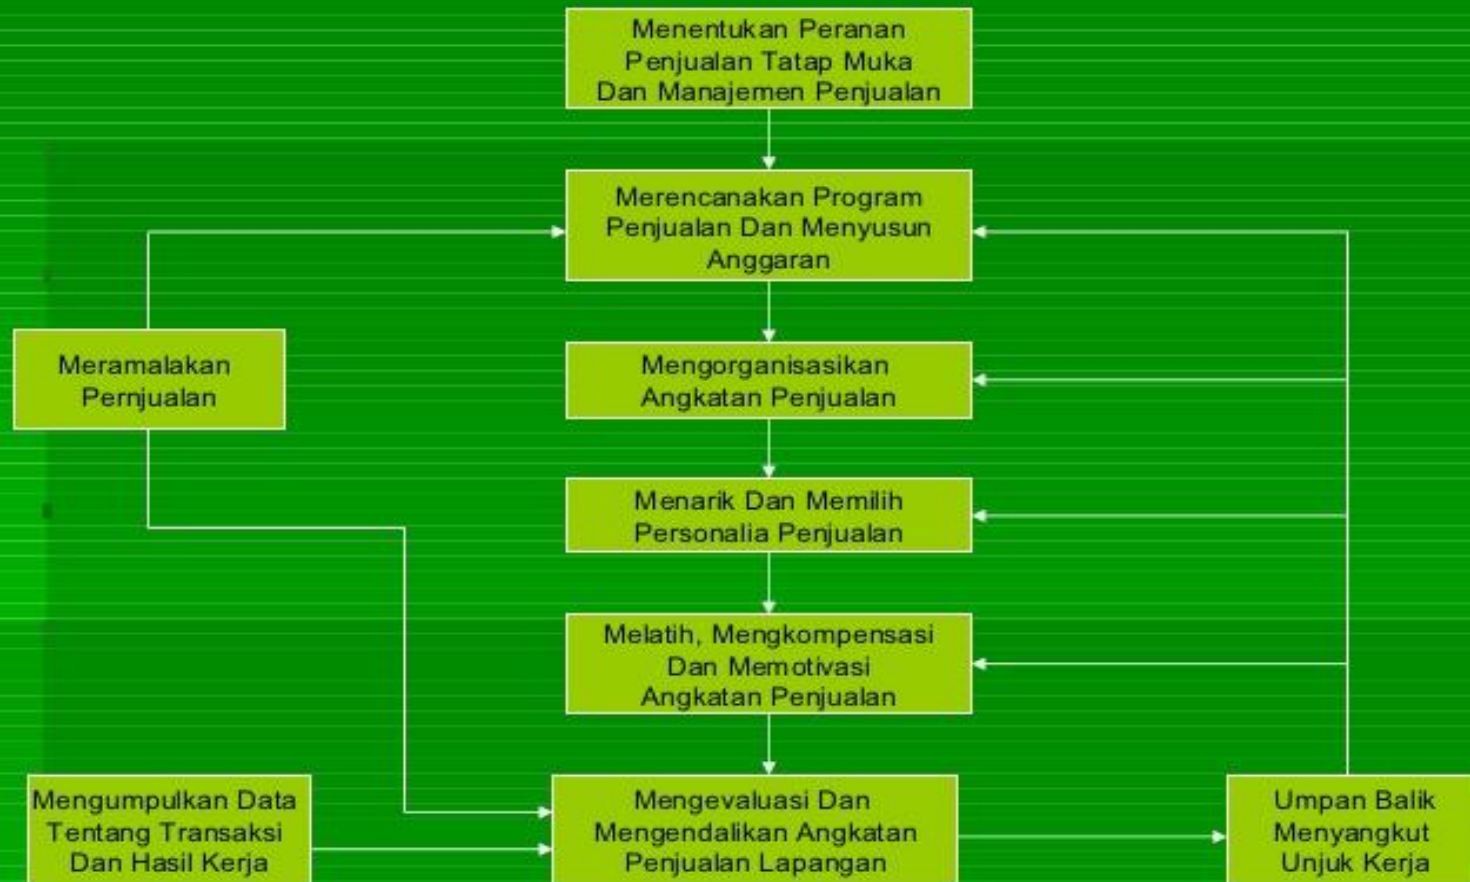 Menentukan Peranan
Penjualan Tatap Muka
Dan Manajemen Penjualan
Merencanakan Program
Penjualan Dan Menyusun
Anggaran
Meramalakan
Pernjualan
Mengorganisasikan
Angkatan Penjualan
Menarik Dan Memilih
Personalia Penjualan
Melatih, Mengkompensasi
Dan Memotivasi
Angkatan Penjualan
Mengumpulkan Data
Tentang Transaksi
Dan Hasil Kerja
Mengevaluasi Dan
Mengendalikan Angkatan
Penjualan Lapangan
Umpan Balik
Menyangkut
Unjuk Kerja